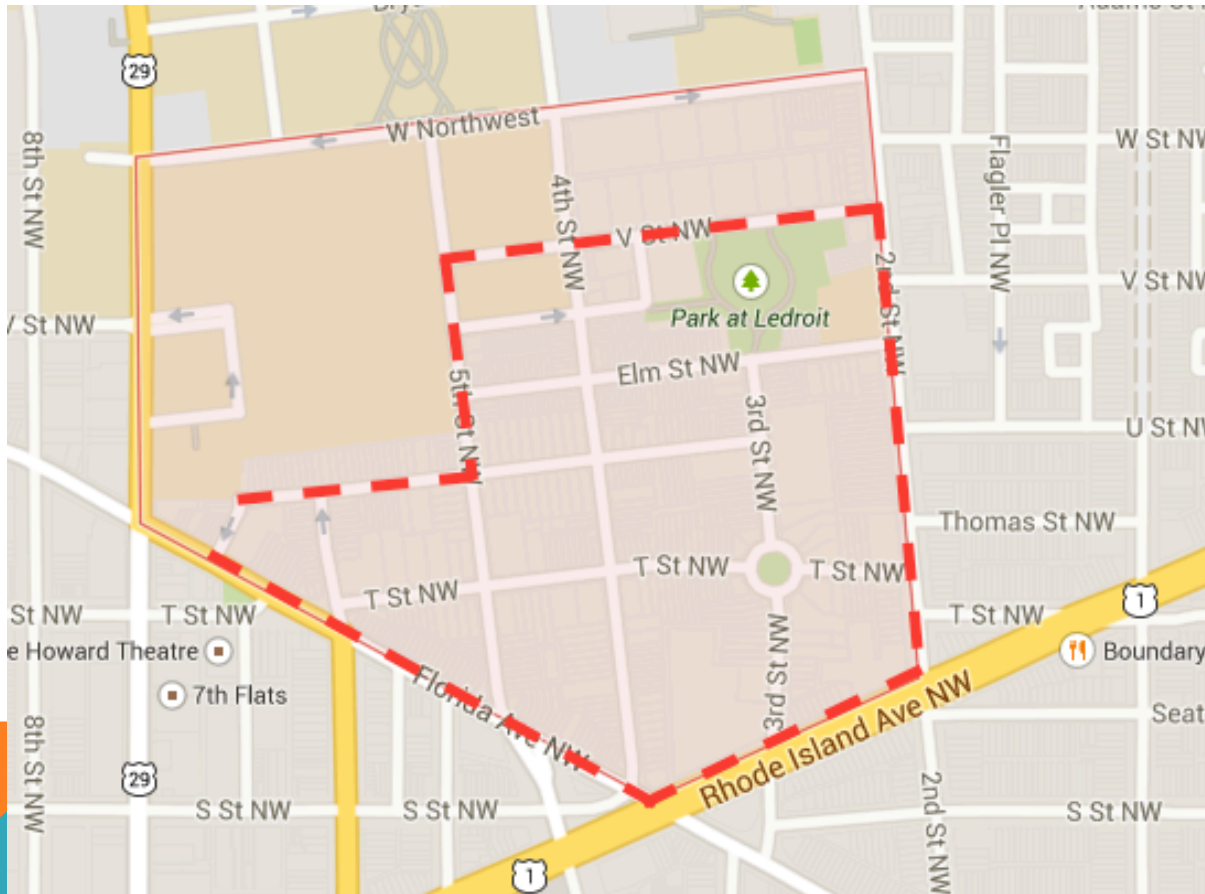 29
W Northwest
8th St NW
4th St NW
Flagler Pl NW
W St NW
V St NW
2nd St NW
V St NW
V St NW
Park at Ledroit
Elm St NW
5th St NW
3rd St NW
U St NW
Thomas St NW
T St NW
T St NW
T St NW
St NW
T St NW
T St NW
1
e Howard Theatre
3rd St NW
Boundary
7th Flats
Florida Ave NW
Rhode Island Ave NW
Seat
8th St NW
29
2nd St NW
S St NW
S St NW
S St NW
1